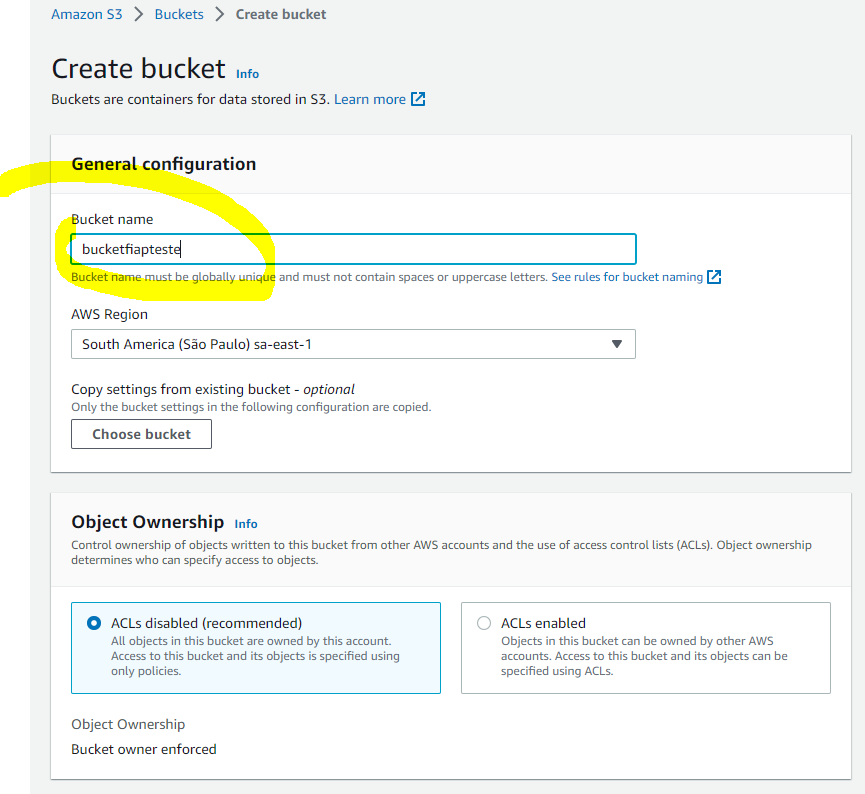 Amazon S3 > Buckets > Create bucket
Create bucket Info
Buckets are containers for data stored in S3. Learn more
General configuration
Bucket name
bucketfiapteste
Bucket name must be globally unique and must not contain spaces or uppercase letters. See rules for bucket naming
AWS Region
South America (São Paulo) sa-east-1
Copy settings from existing bucket - optional
Only the bucket settings in the following configuration are copied.
Choose bucket
Object Ownership Info
Control ownership of objects written to this bucket from other AWS accounts and the use of access control lists (ACLs). Object ownership
determines who can specify access to objects.
ACLs disabled (recommended)
All objects in this bucket are owned by this account.
Access to this bucket and its objects is specified using
only policies.
ACLs enabled
Objects in this bucket can be owned by other AWS
accounts. Access to this bucket and its objects can be
specified using ACLs.
Object Ownership
Bucket owner enforced